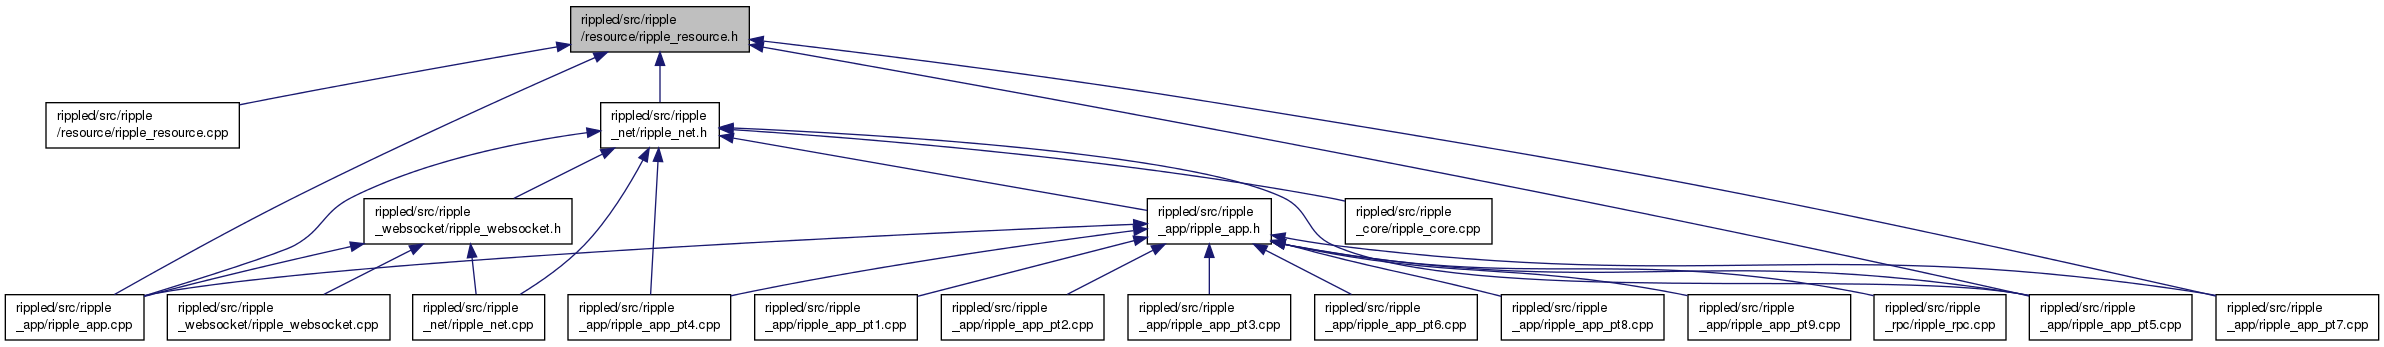 rippled/src/ripple
/resource/ripple_resource.h
rippled/src/ripple
/resource/ripple_resource.cpp
rippled/src/ripple
_net/ripple_net.h
rippled/src/ripple
_websocket/ripple_websocket.h
rippled/src/ripple
_app/ripple_app.h
rippled/src/ripple
_core/ripple_core.cpp
rippled/src/ripple
_app/ripple_app.cpp
rippled/src/ripple
_websocket/ripple_websocket.cpp
rippled/src/ripple
_net/ripple_net.cpp
rippled/src/ripple
_app/ripple_app_pt4.cpp
rippled/src/ripple
_app/ripple_app_pt1.cpp
rippled/src/ripple
_app/ripple_app_pt2.cpp
rippled/src/ripple
_app/ripple_app_pt3.cpp
rippled/src/ripple
_app/ripple_app_pt6.cpp
rippled/src/ripple
_app/ripple_app_pt8.cpp
rippled/src/ripple
_app/ripple_app_pt9.cpp
rippled/src/ripple
_rpc/ripple_rpc.cpp
rippled/src/ripple
_app/ripple_app_pt5.cpp
rippled/src/ripple
_app/ripple_app_pt7.cpp